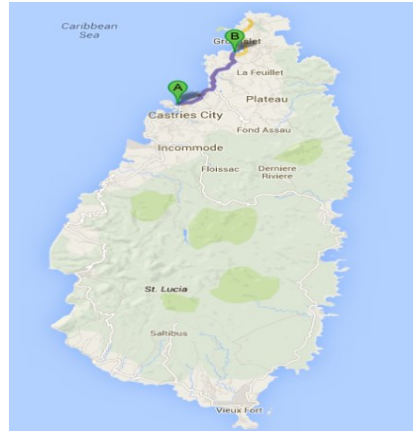 Caribbean
Sea
B
La Feuillet
A
Plateau
Castries City
Fond Assau
Incommode
Floissac
Derniere
Riviere
St. Lucia
Saltibus
Vieux Fort